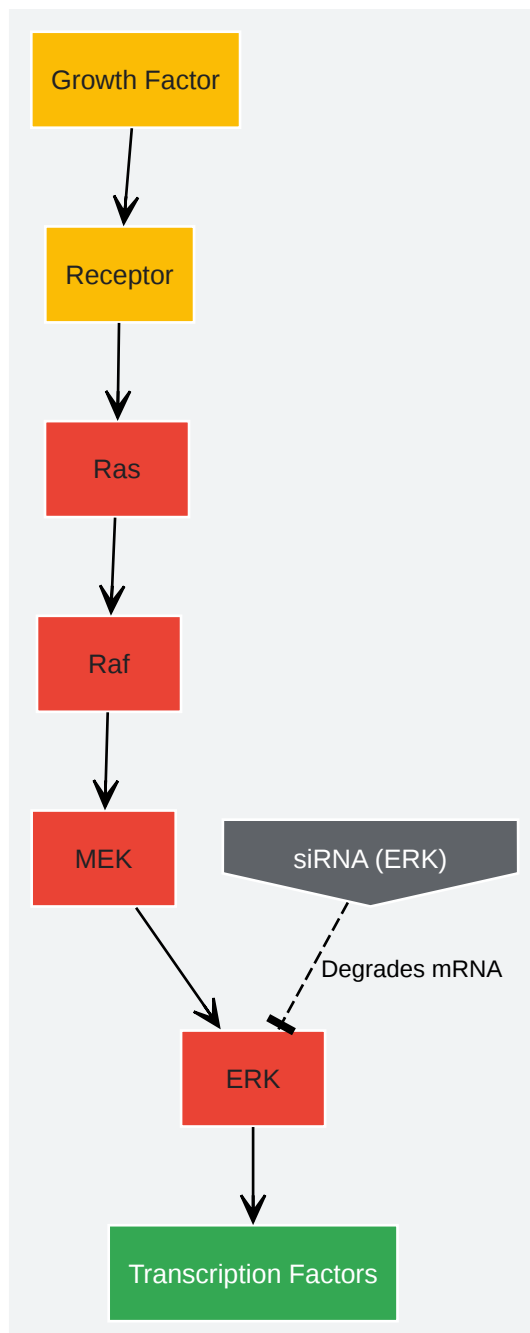 Growth Factor
Receptor
Ras
Raf
MEK
siRNA (ERK)
Degrades mRNA
ERK
Transcription Factors